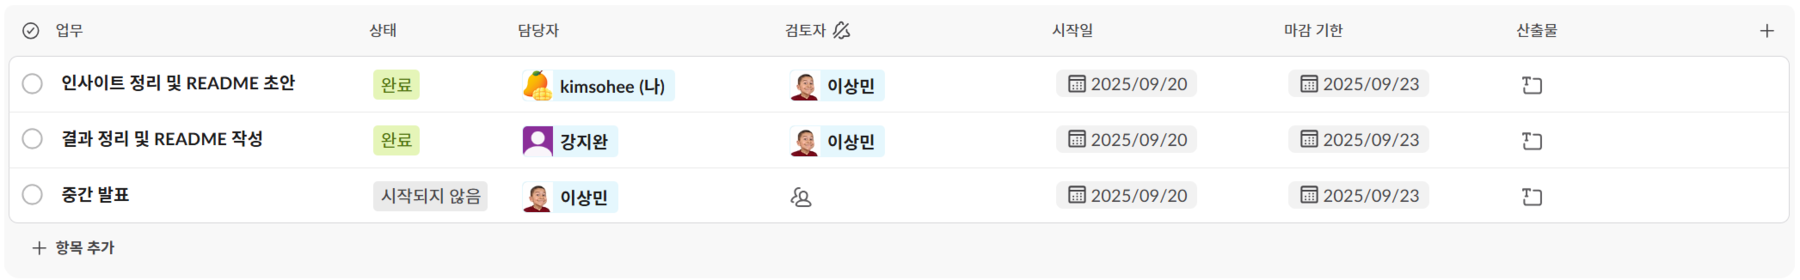 업무 상태 담당자 검토자 시작일 마감 기한 산출물
인사이트 정리 및 README 초안 완료 kimsohee (나) 이상민 2025/09/20 2025/09/23
결과 정리 및 README 작성 완료 강지완 이상민 2025/09/20 2025/09/23
중간 발표 시작되지 않음 이상민 2025/09/20 2025/09/23
+ 항목 추가